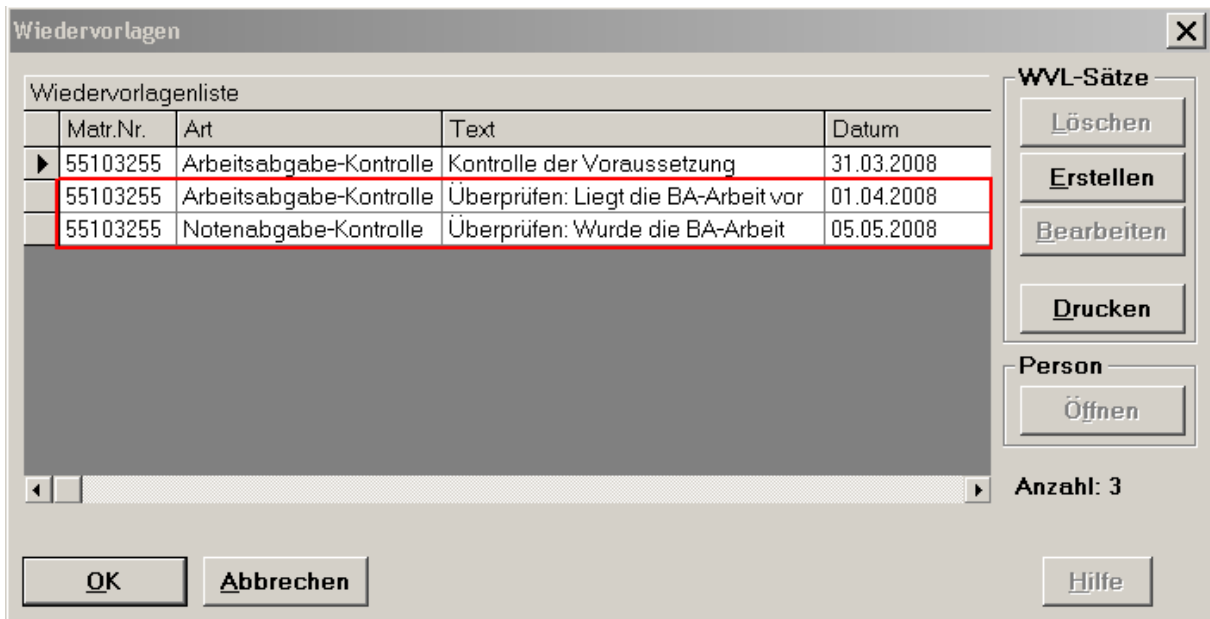 Wiedervorlagen
Wiedervorlagenliste
Matr.Nr. Art Text Datum
55103255 Arbeitsabgabe-Kontrolle Kontrolle der Voraussetzung 31.03.2008
55103255 Arbeitsabgabe-Kontrolle Überprüfen: Liegt die BA-Arbeit vor 01.04.2008
55103255 Notenabgabe-Kontrolle Überprüfen: Wurde die BA-Arbeit 05.05.2008
WVL-Sätze
Löschen
Erstellen
Bearbeiten
Drucken
Person
Öffnen
Anzahl: 3
OK Abbrechen Hilfe